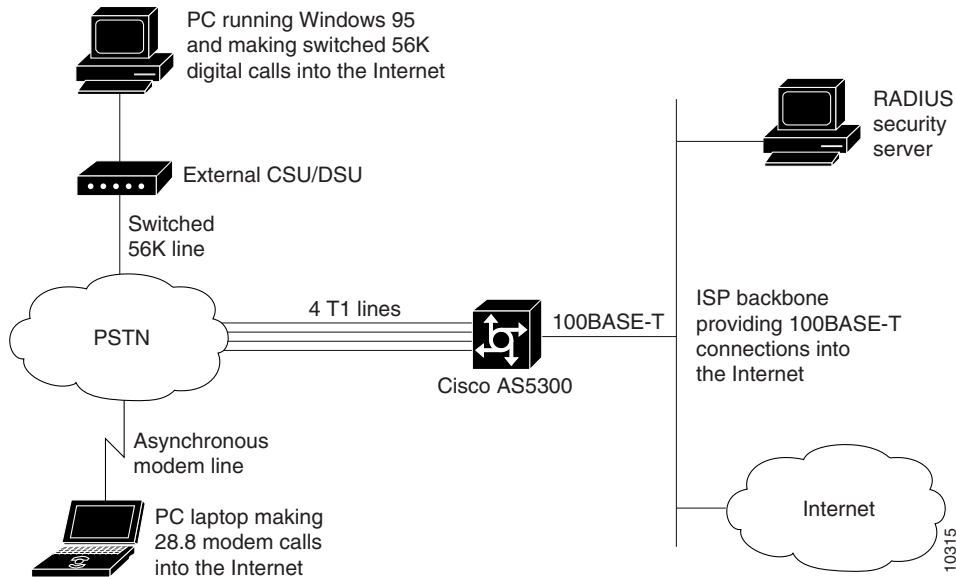 PC running Windows 95
and making switched 56K
digital calls into the Internet
RADIUS
security
server
External CSU/DSU
Switched
56K line
PSTN
4 T1 lines
Cisco AS5300
100BASE-T
ISP backbone
providing 100BASE-T
connections into
the Internet
Asynchronous
modem line
PC laptop making
28.8 modem calls
into the Internet
Internet
10315